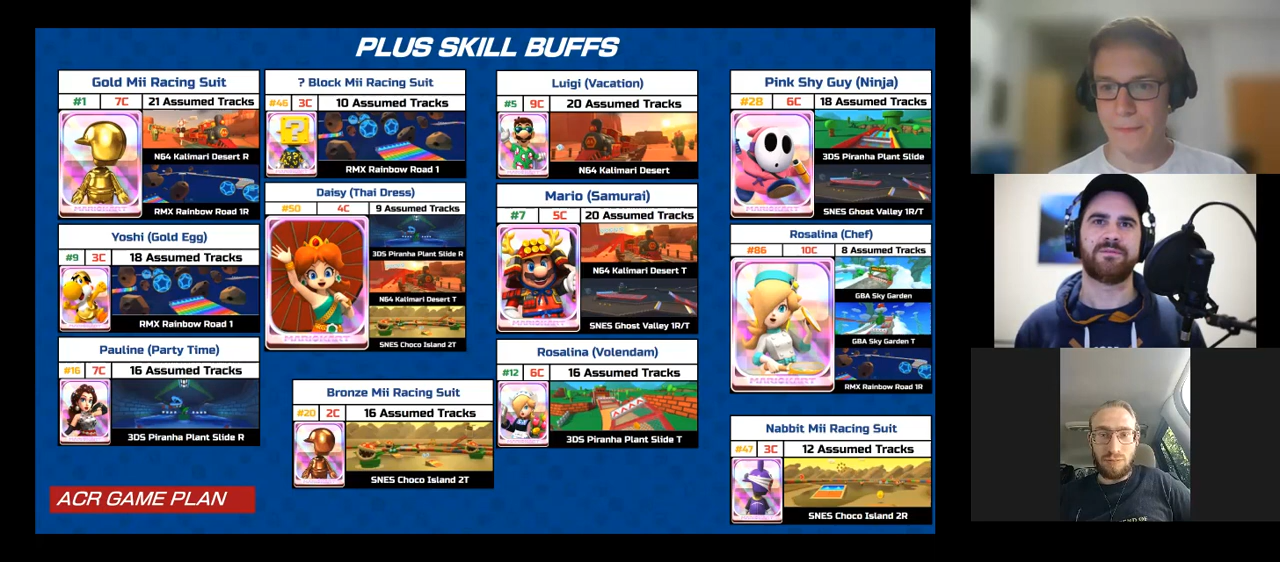 PLUS SKILL BUFFS
Gold Mii Racing Suit
#1 7C 21 Assumed Tracks
N64 Kalimari Desert R
RMX Rainbow Road 1R
Yoshi (Gold Egg)
#9 3C 18 Assumed Tracks
RMX Rainbow Road 1
Pauline (Party Time)
#16 7C 16 Assumed Tracks
3DS Piranha Plant Slide R
? Block Mii Racing Suit
#46 3C 10 Assumed Tracks
RMX Rainbow Road 1
Daisy (Thai Dress)
#50 4C 9 Assumed Tracks
3DS Piranha Plant Slide R
N64 Kalimari Desert T
SNES Choco Island 2T
Bronze Mii Racing Suit
#20 2C 16 Assumed Tracks
SNES Choco Island 2T
Luigi (Vacation)
#5 9C 20 Assumed Tracks
N64 Kalimari Desert
Mario (Samurai)
#7 5C 20 Assumed Tracks
N64 Kalimari Desert T
SNES Ghost Valley 1R/T
Rosalina (Volendam)
#12 6C 16 Assumed Tracks
3DS Piranha Plant Slide T
Pink Shy Guy (Ninja)
#28 6C 18 Assumed Tracks
3DS Piranha Plant Slide
SNES Ghost Valley 1R/T
Rosalina (Chef)
#86 10C 8 Assumed Tracks
GBA Sky Garden
GBA Sky Garden T
RMX Rainbow Road 1R
Nabbit Mii Racing Suit
#47 3C 12 Assumed Tracks
SNES Choco Island 2R
ACR GAME PLAN